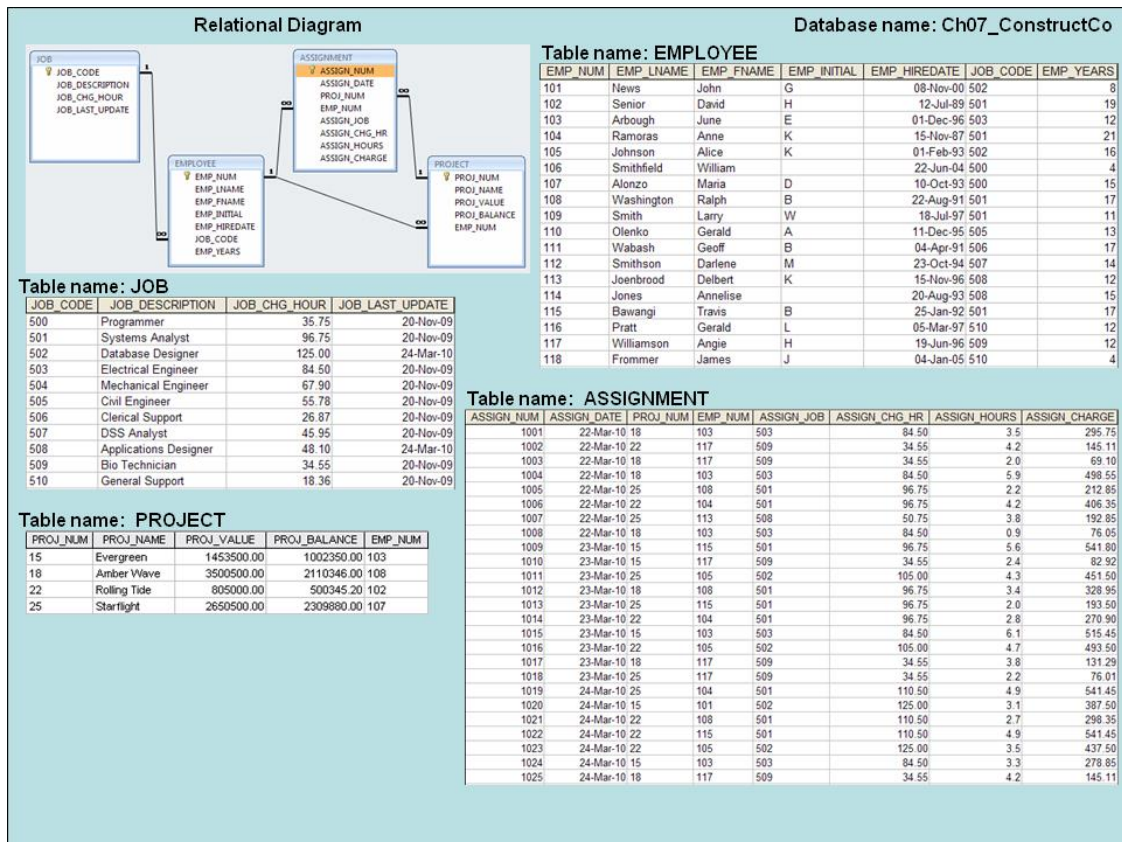 Relational Diagram
Database name: Ch07_ConstructCo
JOB
JOB_CODE
JOB_DESCRIPTION
JOB_CHG_HOUR
JOB_LAST_UPDATE
1
∞
EMPLOYEE
EMP_NUM
EMP_LNAME
EMP_FNAME
EMP_INITIAL
EMP_HIREDATE
JOB_CODE
EMP_YEARS
1
∞
∞
ASSIGNMENT
ASSIGN_NUM
ASSIGN_DATE
PROJ_NUM
EMP_NUM
ASSIGN_JOB
ASSIGN_CHG_HR
ASSIGN_HOURS
ASSIGN_CHARGE
∞
1
PROJECT
PROJ_NUM
PROJ_NAME
PROJ_VALUE
PROJ_BALANCE
EMP_NUM
Table name: EMPLOYEE
EMP_NUM EMP_LNAME EMP_FNAME EMP_INITIAL EMP_HIREDATE JOB_CODE EMP_YEARS
101 News John G 08-Nov-00 502 8
102 Senior David H 12-Jul-89 501 19
103 Arbough June E 01-Dec-96 503 12
104 Ramoras Anne K 15-Nov-87 501 21
105 Johnson Alice K 01-Feb-93 502 16
106 Smithfield William 22-Jun-04 500 4
107 Alonzo Maria D 10-Oct-93 500 15
108 Washington Ralph B 22-Aug-91 501 17
109 Smith Larry W 18-Jul-97 501 11
110 Olenko Gerald A 11-Dec-95 505 13
111 Wabash Geoff B 04-Apr-91 506 17
112 Smithson Darlene M 23-Oct-94 507 14
113 Joenbrood Delbert K 15-Nov-96 508 12
114 Jones Annelise 20-Aug-93 508 15
115 Bawangi Travis B 25-Jan-92 501 17
116 Pratt Gerald L 05-Mar-97 510 12
117 Williamson Angie H 19-Jun-96 509 12
118 Frommer James J 04-Jan-05 510 4
Table name: JOB
JOB_CODE JOB_DESCRIPTION JOB_CHG_HOUR JOB_LAST_UPDATE
500 Programmer 35.75 20-Nov-09
501 Systems Analyst 96.75 20-Nov-09
502 Database Designer 125.00 24-Mar-10
503 Electrical Engineer 84.50 20-Nov-09
504 Mechanical Engineer 67.90 20-Nov-09
505 Civil Engineer 55.78 20-Nov-09
506 Clerical Support 26.87 20-Nov-09
507 DSS Analyst 45.95 20-Nov-09
508 Applications Designer 48.10 24-Mar-10
509 Bio Technician 34.55 20-Nov-09
510 General Support 18.36 20-Nov-09
Table name: PROJECT
PROJ_NUM PROJ_NAME PROJ_VALUE PROJ_BALANCE EMP_NUM
15 Evergreen 1453500.00 1002350.00 103
18 Amber Wave 3500500.00 2110346.00 108
22 Rolling Tide 805000.00 500345.20 102
25 Starflight 2650500.00 2309880.00 107
Table name: ASSIGNMENT
ASSIGN_NUM ASSIGN_DATE PROJ_NUM EMP_NUM ASSIGN_JOB ASSIGN_CHG_HR ASSIGN_HOURS ASSIGN_CHARGE
1001 22-Mar-10 18 103 503 84.50 3.5 295.75
1002 22-Mar-10 22 117 509 34.55 4.2 145.11
1003 22-Mar-10 18 117 509 34.55 2.0 69.10
1004 22-Mar-10 18 103 503 84.50 5.9 498.55
1005 22-Mar-10 25 108 501 96.75 2.2 212.85
1006 22-Mar-10 22 104 501 96.75 4.2 406.35
1007 22-Mar-10 25 113 508 50.75 3.8 192.85
1008 22-Mar-10 18 103 503 84.50 0.9 76.05
1009 23-Mar-10 15 115 501 96.75 5.6 541.80
1010 23-Mar-10 15 117 509 34.55 2.4 82.92
1011 23-Mar-10 25 105 502 105.00 4.3 451.50
1012 23-Mar-10 18 108 501 96.75 3.4 328.95
1013 23-Mar-10 25 115 501 96.75 2.0 193.50
1014 23-Mar-10 22 104 501 96.75 2.8 270.90
1015 23-Mar-10 15 103 503 84.50 6.1 515.45
1016 23-Mar-10 22 105 502 105.00 4.7 493.50
1017 23-Mar-10 18 117 509 34.55 3.8 131.29
1018 23-Mar-10 25 117 509 34.55 2.2 76.01
1019 24-Mar-10 25 104 501 110.50 4.9 541.45
1020 24-Mar-10 15 101 502 125.00 3.1 387.50
1021 24-Mar-10 22 108 501 110.50 2.7 298.35
1022 24-Mar-10 22 115 501 110.50 4.9 541.45
1023 24-Mar-10 22 105 502 125.00 3.5 437.50
1024 24-Mar-10 15 103 503 84.50 3.3 278.85
1025 24-Mar-10 18 117 509 34.55 4.2 145.11